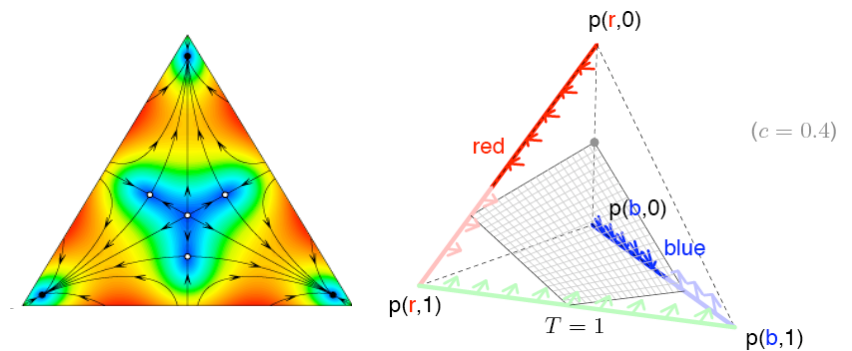 p(r,0)
(c = 0.4)
red
p(b,0)
blue
p(r,1)
T = 1
p(b,1)